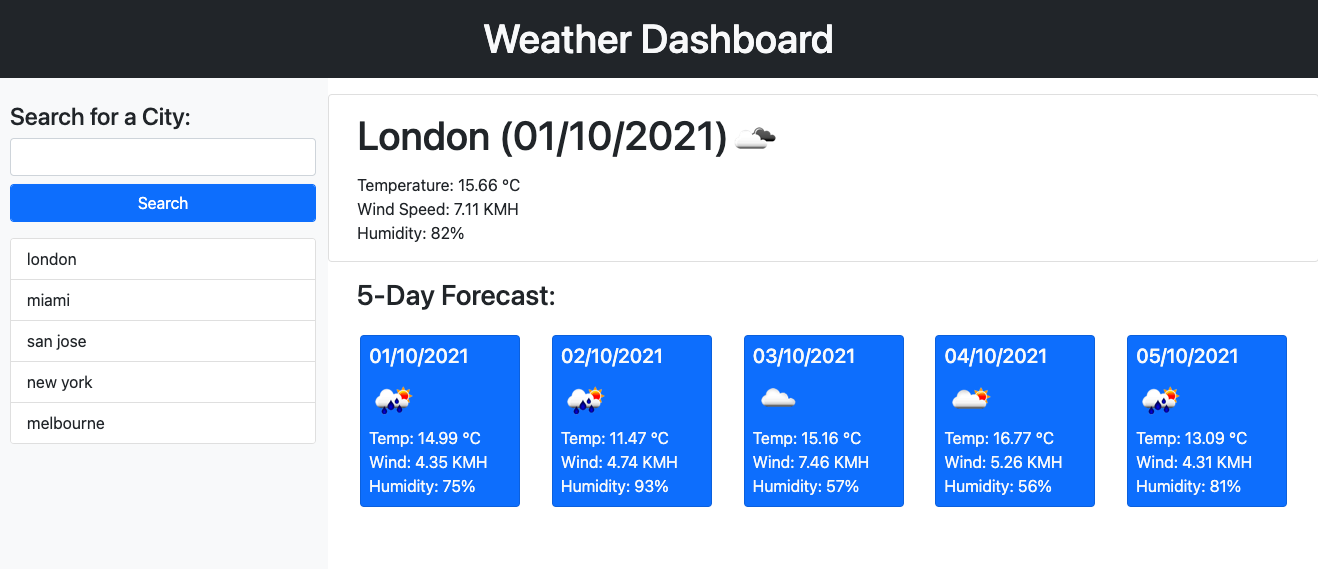 Weather Dashboard
Search for a City:
Search
london
miami
san jose
new york
melbourne
London (01/10/2021)
Temperature: 15.66 °C
Wind Speed: 7.11 KMH
Humidity: 82%
5-Day Forecast:
01/10/2021
Temp: 14.99 °C
Wind: 4.35 KMH
Humidity: 75%
02/10/2021
Temp: 11.47 °C
Wind: 4.74 KMH
Humidity: 93%
03/10/2021
Temp: 15.16 °C
Wind: 7.46 KMH
Humidity: 57%
04/10/2021
Temp: 16.77 °C
Wind: 5.26 KMH
Humidity: 56%
05/10/2021
Temp: 13.09 °C
Wind: 4.31 KMH
Humidity: 81%